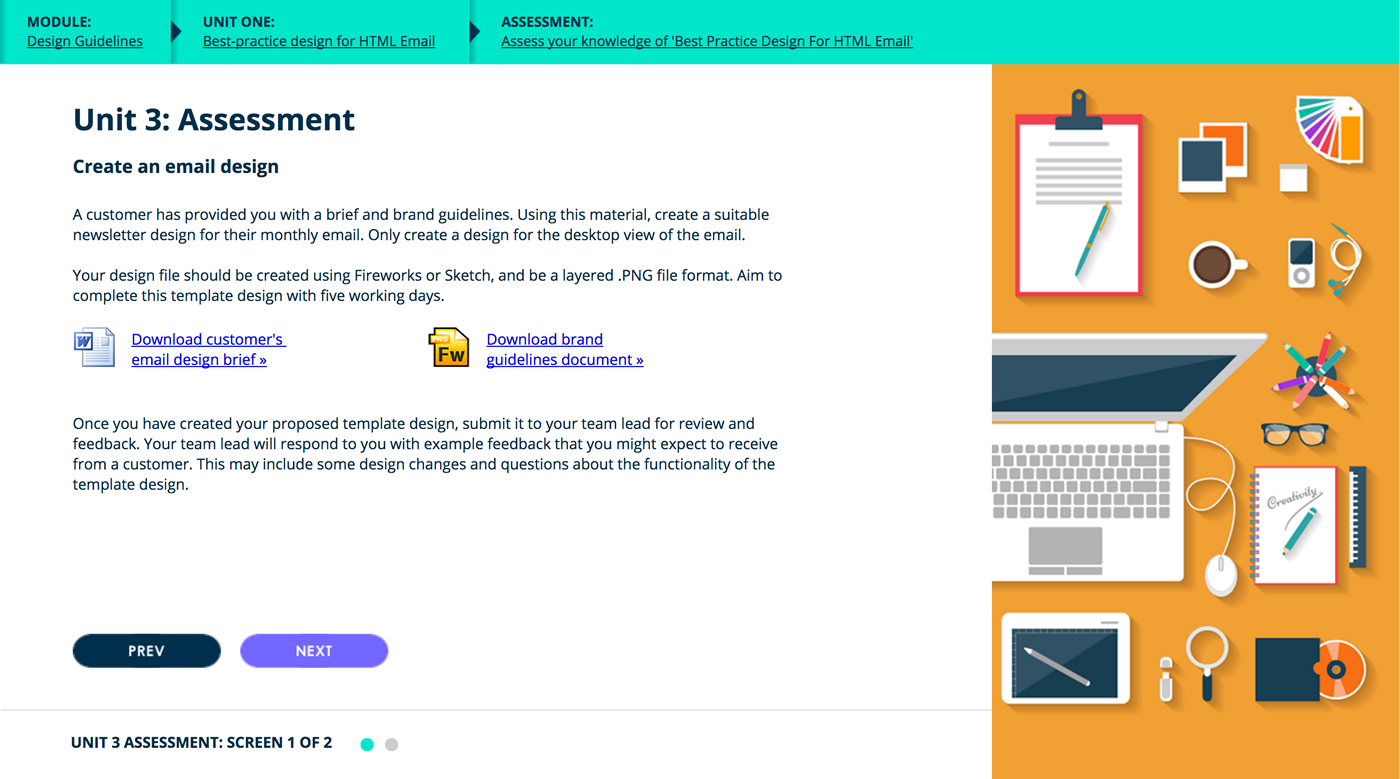 MODULE:
Design Guidelines
UNIT ONE:
Best-practice design for HTML Email
ASSESSMENT:
Assess your knowledge of 'Best Practice Design For HTML Email'
Unit 3: Assessment
Create an email design
A customer has provided you with a brief and brand guidelines. Using this material, create a suitable
newsletter design for their monthly email. Only create a design for the desktop view of the email.
Your design file should be created using Fireworks or Sketch, and be a layered .PNG file format. Aim to
complete this template design with five working days.
W
Download customer's
email design brief »
PNG
Fw
Download brand
guidelines document »
Once you have created your proposed template design, submit it to your team lead for review and
feedback. Your team lead will respond to you with example feedback that you might expect to receive
from a customer. This may include some design changes and questions about the functionality of the
template design.
PREV
NEXT
UNIT 3 ASSESSMENT: SCREEN 1 OF 2
Creativity